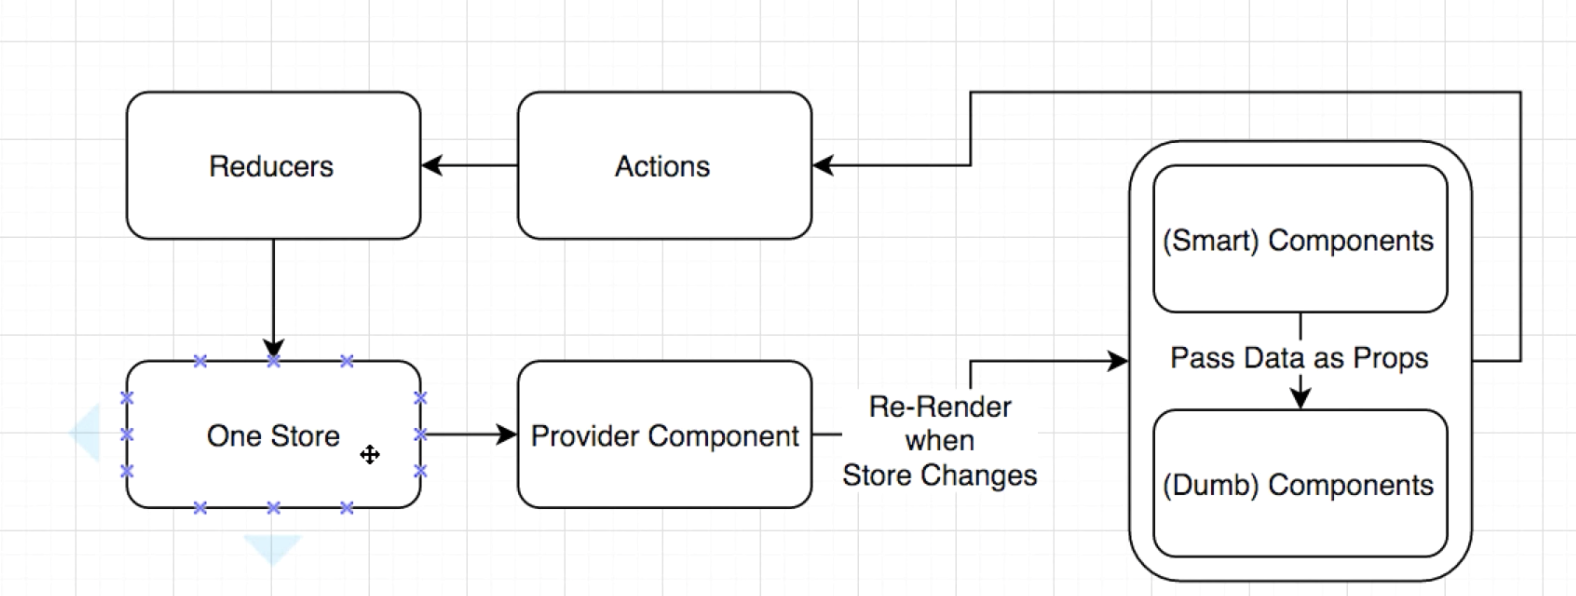 Reducers
Actions
(Smart) Components
Pass Data as Props
(Dumb) Components
One Store
Provider Component
Re-Render
when
Store Changes